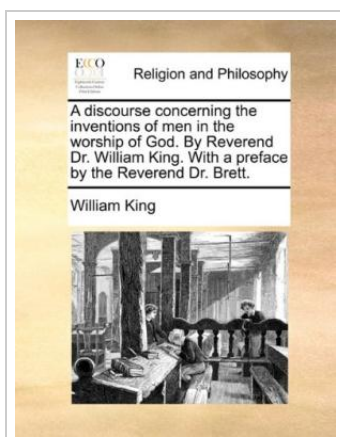 ECCO
Religion and Philosophy
A discourse concerning the
inventions of men in the
worship of God. By Reverend
Dr. William King. With a preface
by the Reverend Dr. Brett.
William King